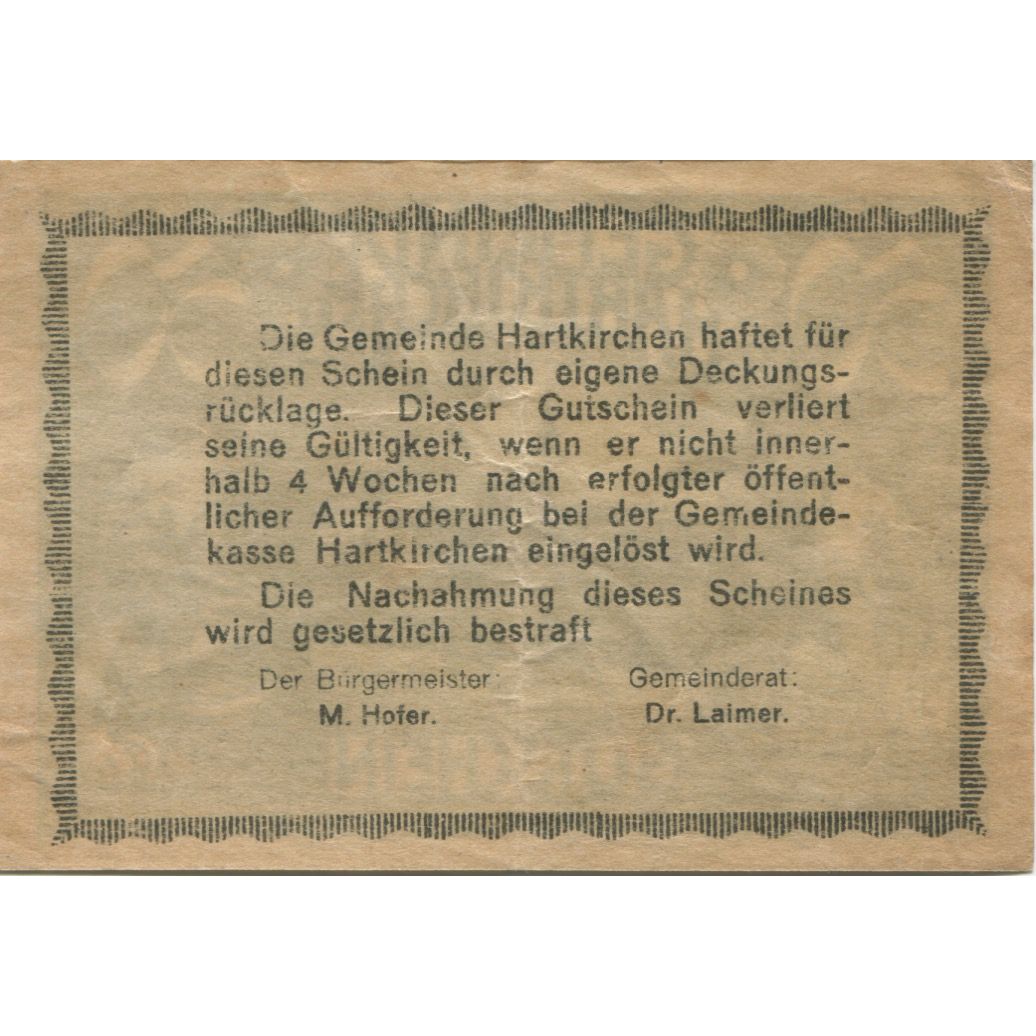 Die Gemeinde Hartkirchen haftet für
diesen Schein durch eigene Deckungs-
rücklage. Dieser Gutschein verliert
seine Gültigkeit, wenn er nicht inner-
halb 4 Wochen nach erfolgter öffent-
licher Aufforderung bei der Gemeinde-
kasse Hartkirchen eingelöst wird.
Die Nachahmung dieses Scheines
wird gesetzlich bestraft
Der Bürgermeister: Gemeinderat:
M. Hofer. Dr. Laimer.